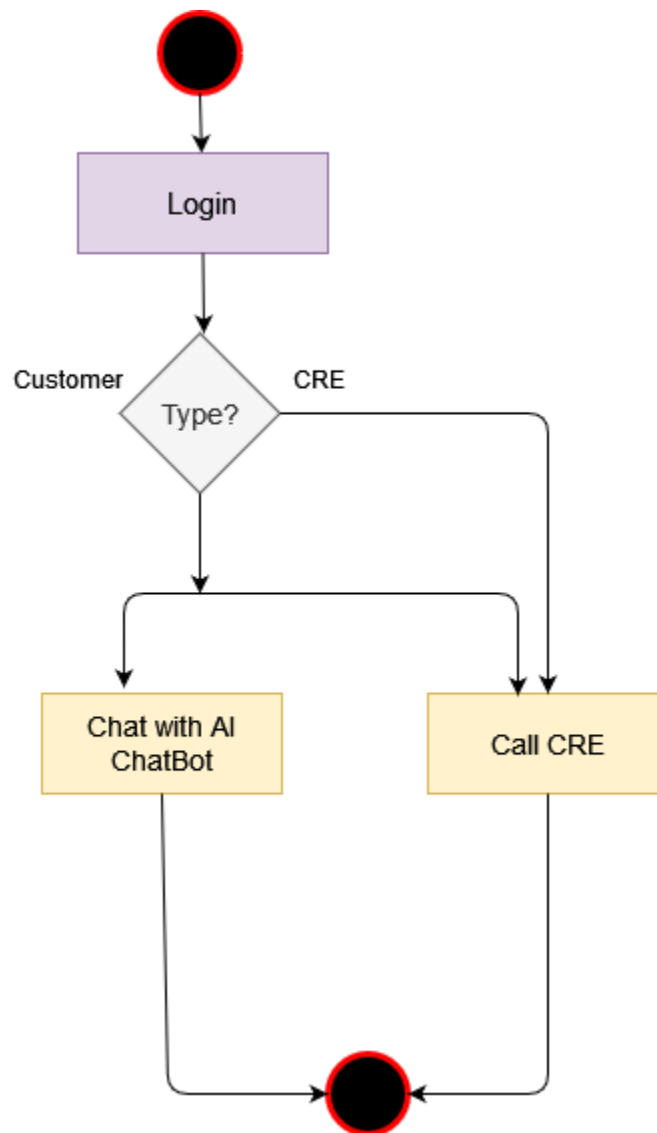 Login
Customer
CRE
Type?
Chat with AI
ChatBot
Call CRE